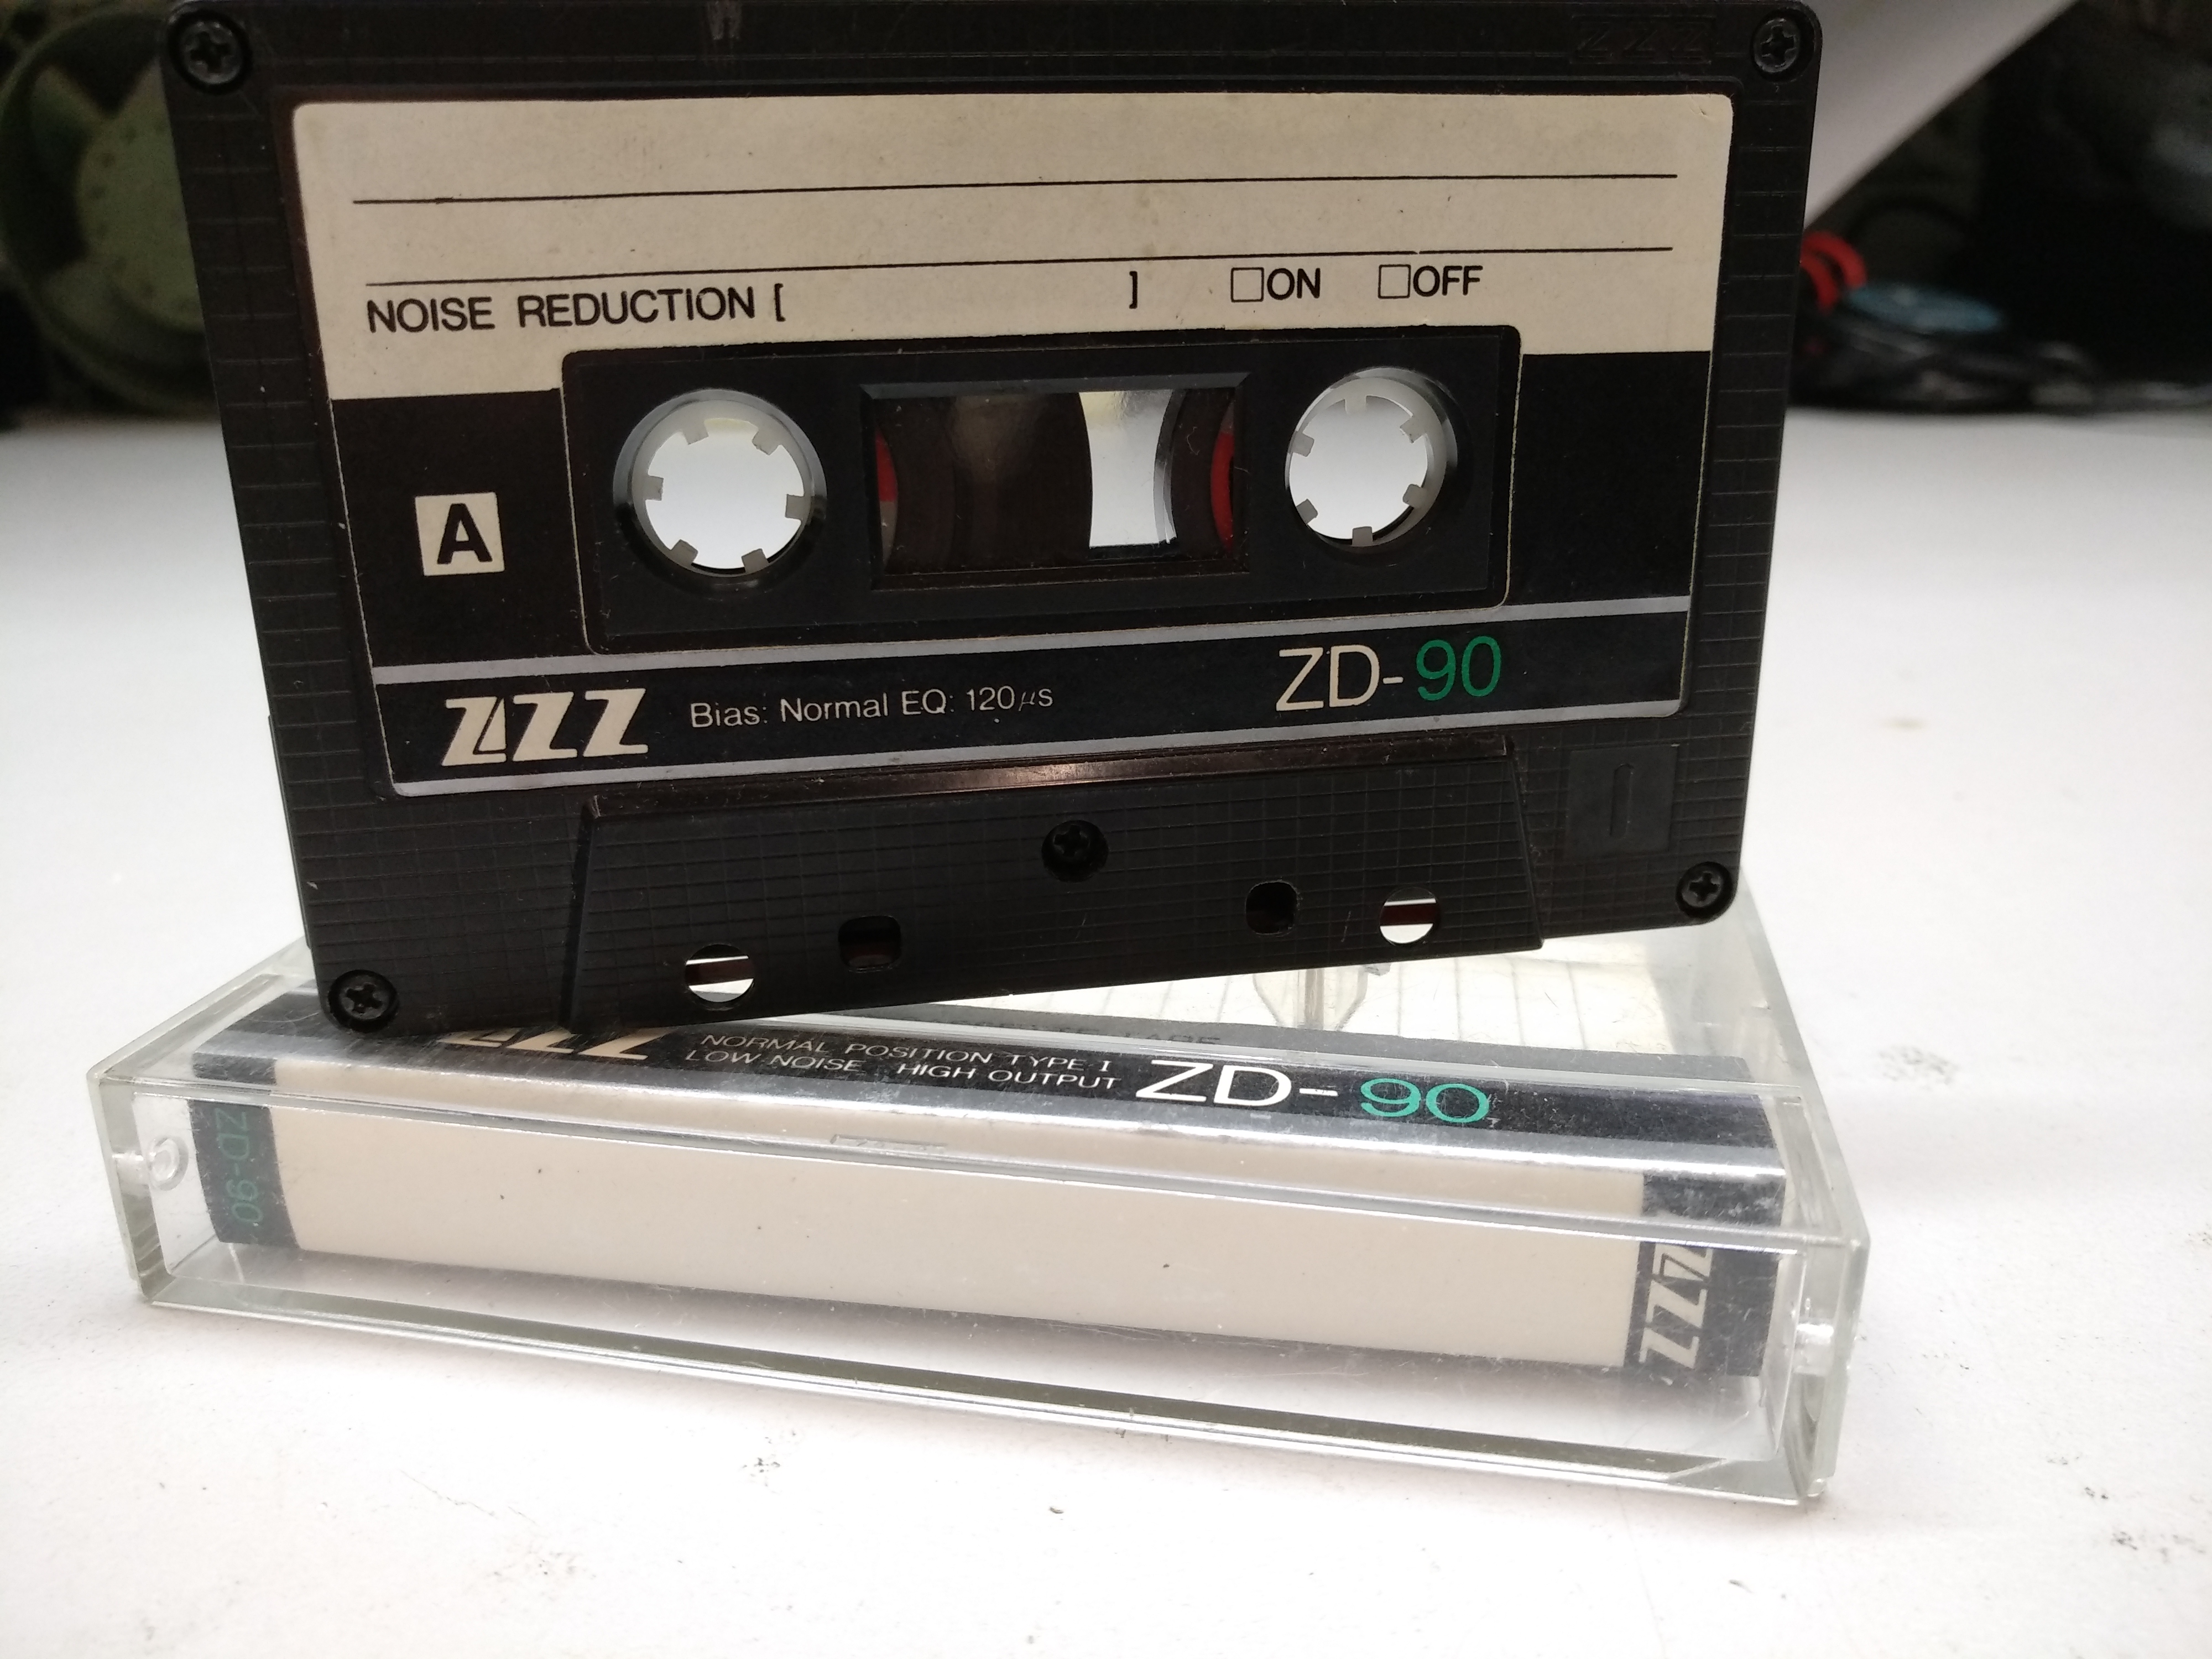 ZZZ
NOISE REDUCTION [ ] □ON □OFF
A
ZZZ Bias: Normal EQ: 120μs ZD-90
ZZZ NORMAL POSITION TYPE I ZD-90
LOW NOISE HIGH OUTPUT
ZD-90
ZZZ